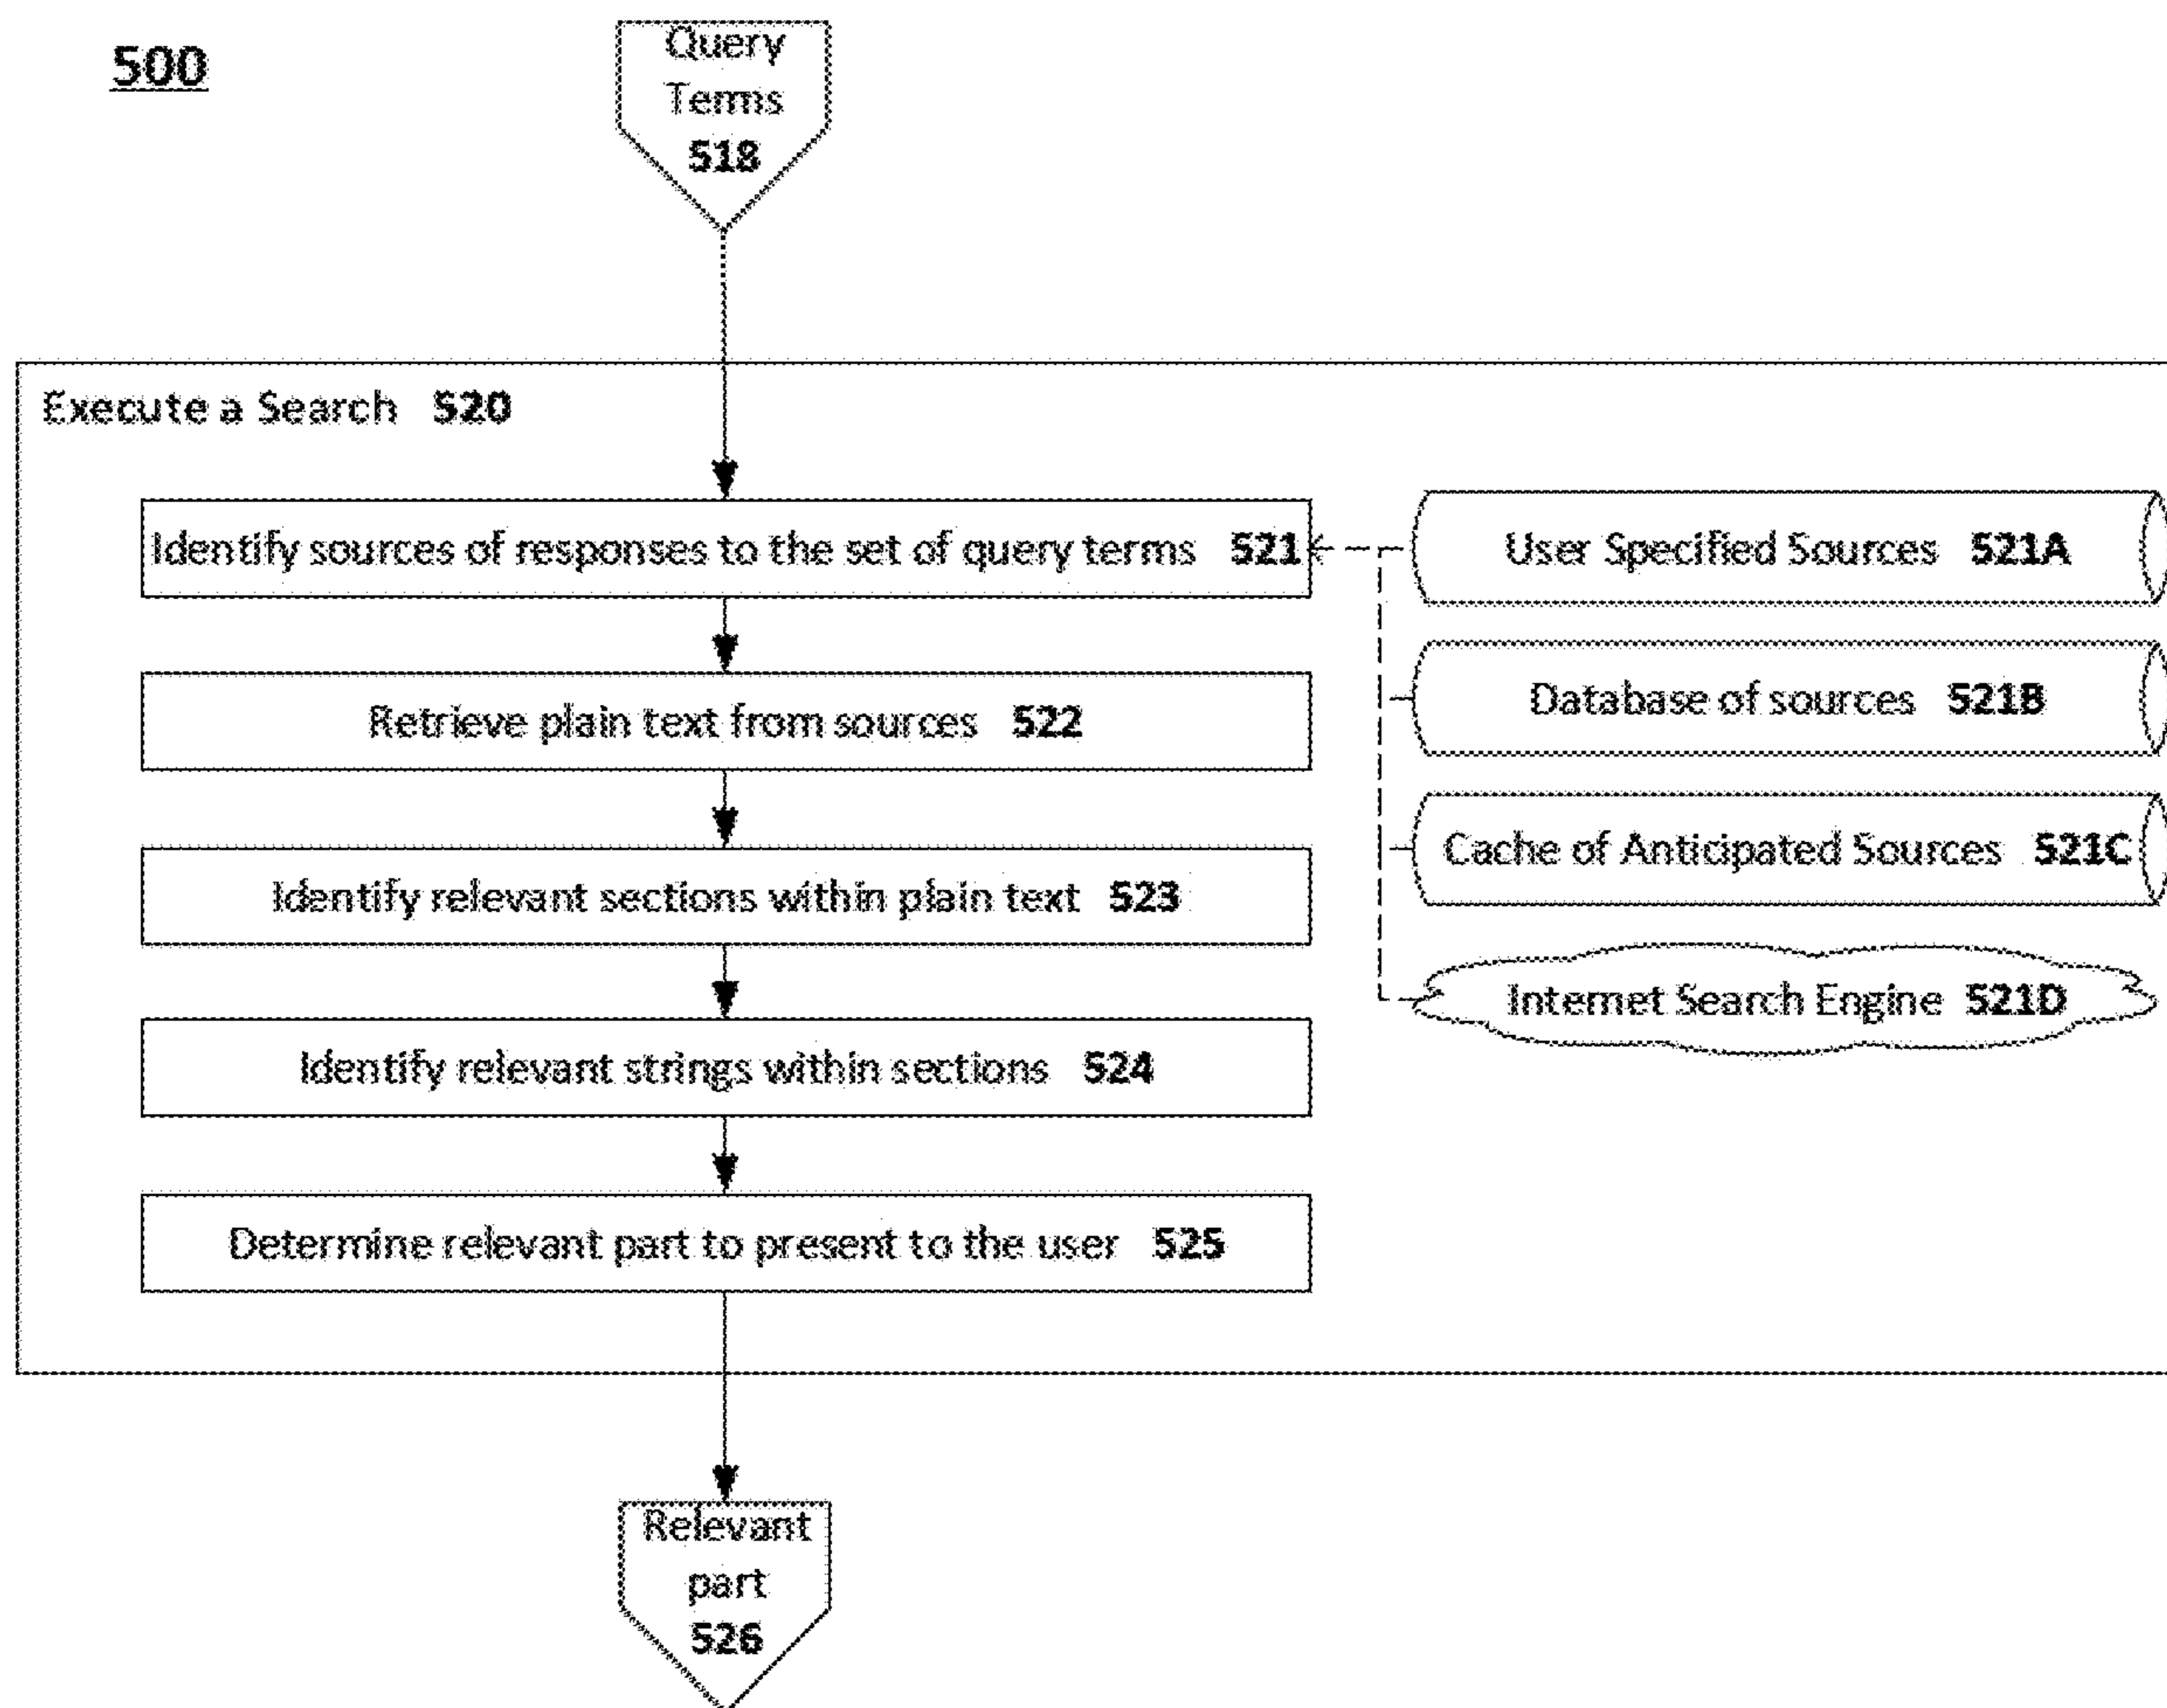 500
Query
Terms
518
Execute a Search 520
Identify sources of responses to the set of query terms 521
User Specified Sources 521A
Retrieve plain text from sources 522
Database of sources 521B
Identify relevant sections within plain text 523
Cache of Anticipated Sources 521C
Internet Search Engine 521D
Identify relevant strings within sections 524
Determine relevant part to present to the user 525
Relevant
part
526